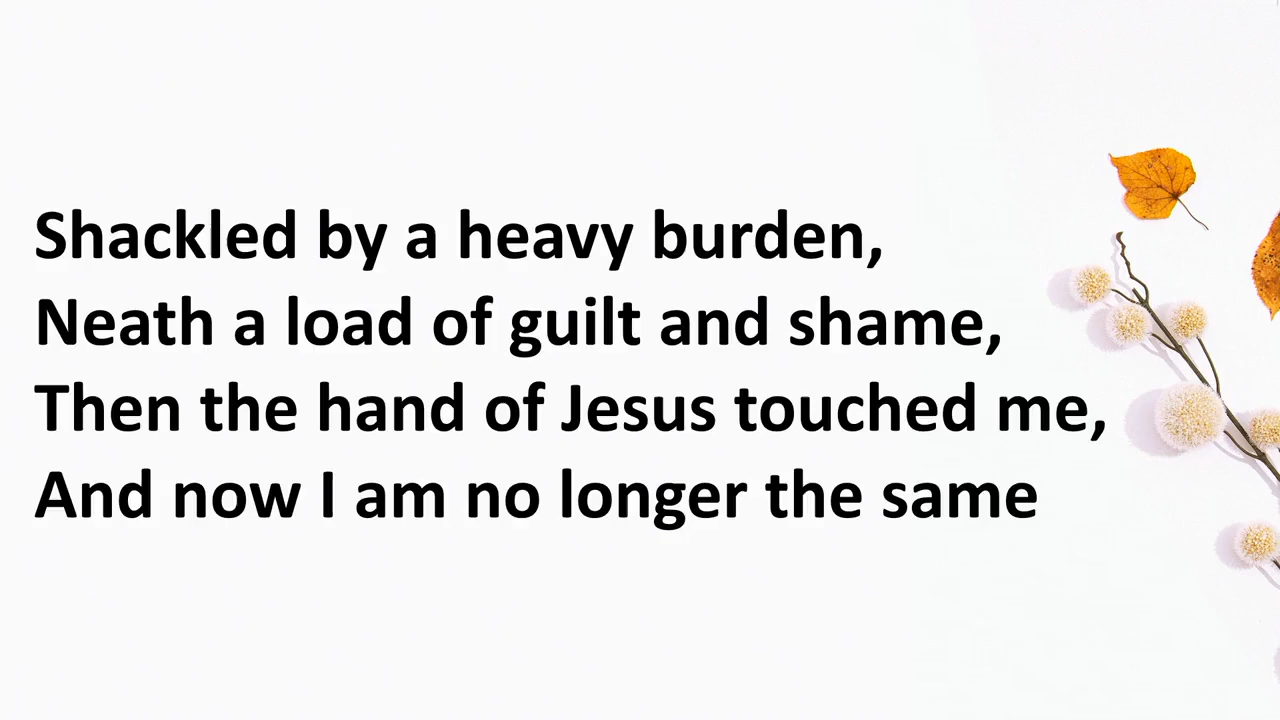 Shackled by a heavy burden,
Neath a load of guilt and shame,
Then the hand of Jesus touched me,
And now I am no longer the same